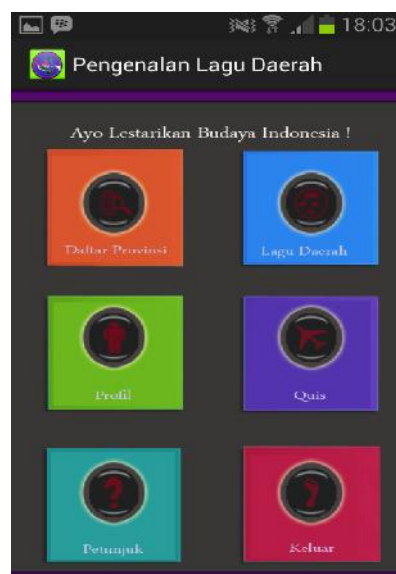 18:03
Pengenalan Lagu Daerah
Ayo Lestarikan Budaya Indonesia !
Daftar Provinsi
Lagu Daerah
Profil
Quis
Petunjuk
Keluar